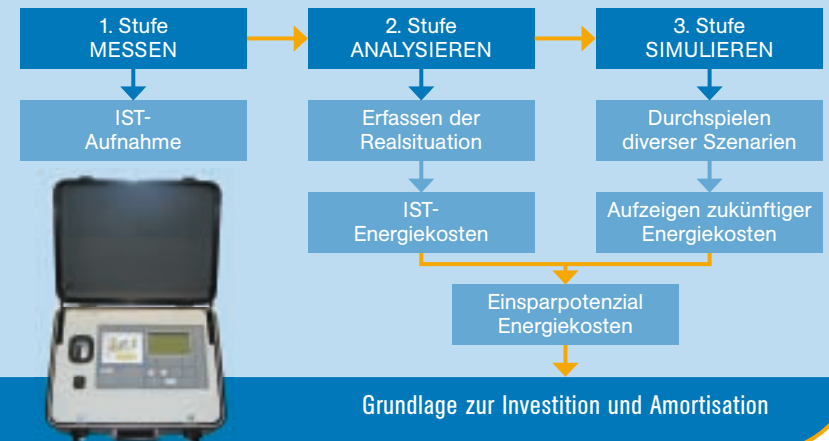 1. Stufe
MESSEN
2. Stufe
ANALYSIEREN
3. Stufe
SIMULIEREN
IST-
Aufnahme
Erfassen der
Realsituation
Durchspielen
diverser Szenarien
IST-
Energiekosten
Aufzeigen zukünftiger
Energiekosten
Einsparpotenzial
Energiekosten
Grundlage zur Investition und Amortisation